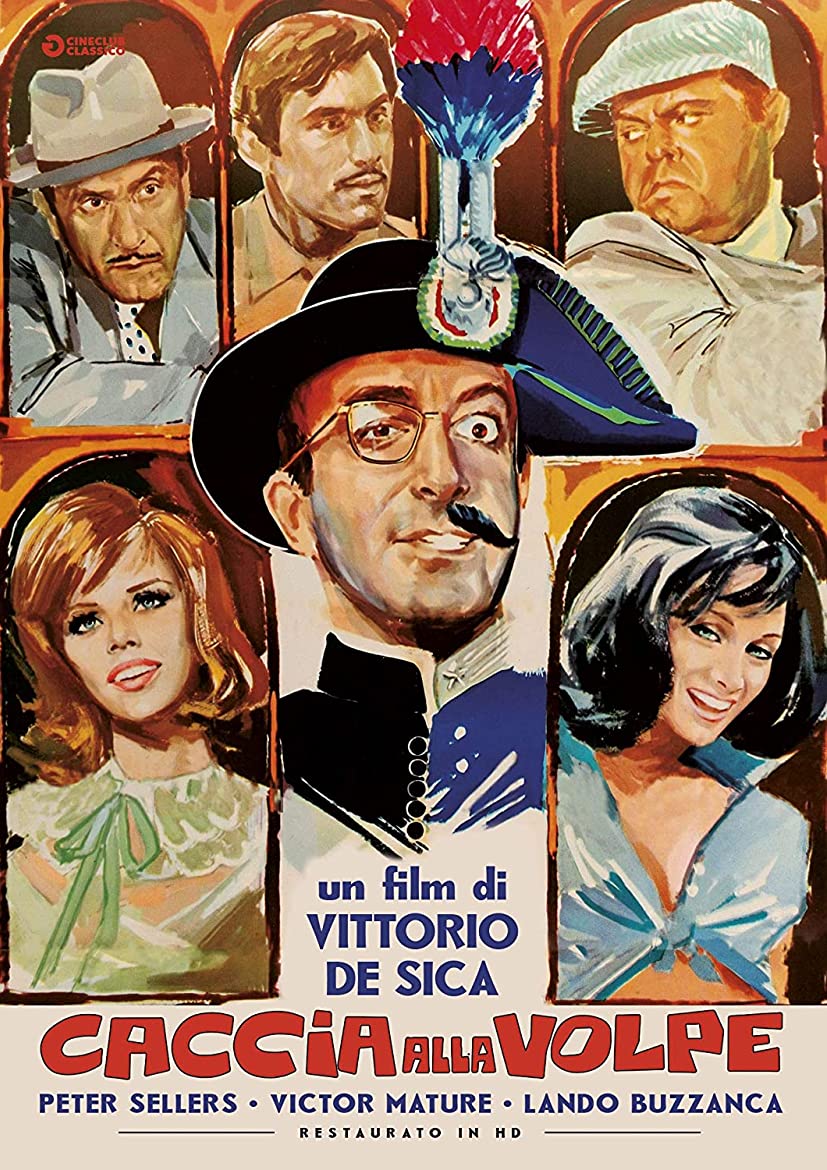 CINECLUB
CLASSICO
un film di
VITTORIO
DE SICA
CACCIA ALLA VOLPE
PETER SELLERS • VICTOR MATURE • LANDO BUZZANCA
RESTAURATO IN HD